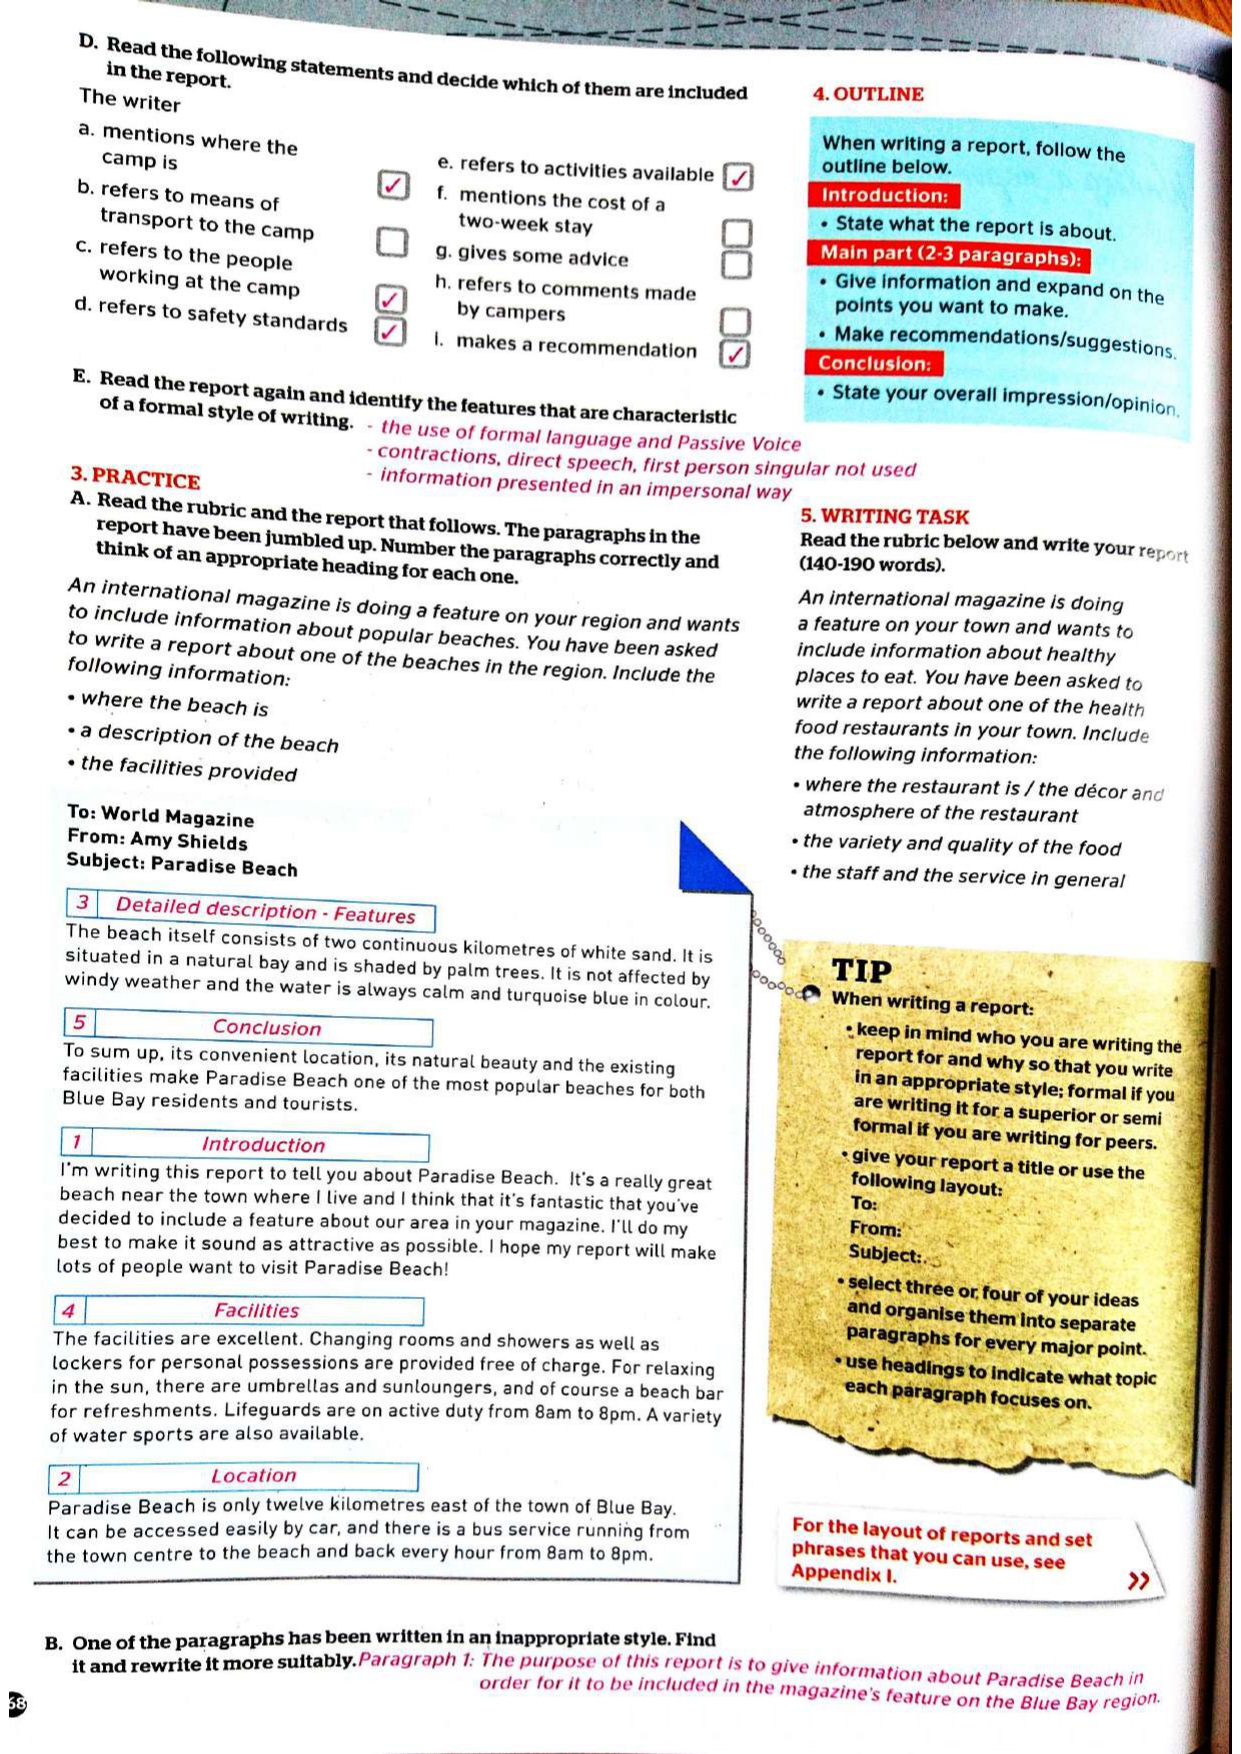 D. Read the following statements and decide which of them are included
in the report.
The writer
a. mentions where the
camp is
b. refers to means of
transport to the camp
c. refers to the people
working at the camp
d. refers to safety standards
e. refers to activities available
f. mentions the cost of a
two-week stay
g. gives some advice
h. refers to comments made
by campers
I. makes a recommendation
E. Read the report again and identify the features that are characteristic
of a formal style of writing. - the use of formal language and Passive Voice
- contractions, direct speech, first person singular not used
- information presented in an impersonal way
3. PRACTICE
A. Read the rubric and the report that follows. The paragraphs in the
report have been jumbled up. Number the paragraphs correctly and
think of an appropriate heading for each one.
An international magazine is doing a feature on your region and wants
to include information about popular beaches. You have been asked
to write a report about one of the beaches in the region. Include the
following information:
• where the beach is
• a description of the beach
• the facilities provided
To: World Magazine
From: Amy Shields
Subject: Paradise Beach
3 Detailed description - Features
The beach itself consists of two continuous kilometres of white sand. It is
situated in a natural bay and is shaded by palm trees. It is not affected by
windy weather and the water is always calm and turquoise blue in colour.
5 Conclusion
To sum up, its convenient location, its natural beauty and the existing
facilities make Paradise Beach one of the most popular beaches for both
Blue Bay residents and tourists.
1 Introduction
I'm writing this report to tell you about Paradise Beach. It's a really great
beach near the town where I live and I think that it's fantastic that you've
decided to include a feature about our area in your magazine. I'll do my
best to make it sound as attractive as possible. I hope my report will make
lots of people want to visit Paradise Beach!
4 Facilities
The facilities are excellent. Changing rooms and showers as well as
lockers for personal possessions are provided free of charge. For relaxing
in the sun, there are umbrellas and sunloungers, and of course a beach bar
for refreshments. Lifeguards are on active duty from 8am to 8pm. A variety
of water sports are also available.
2 Location
Paradise Beach is only twelve kilometres east of the town of Blue Bay.
It can be accessed easily by car, and there is a bus service running from
the town centre to the beach and back every hour from 8am to 8pm.
B. One of the paragraphs has been written in an inappropriate style. Find
it and rewrite it more suitably. Paragraph 1: The purpose of this report is to give information about Paradise Beach in
order for it to be included in the magazine's feature on the Blue Bay region.
4. OUTLINE
When writing a report, follow the
outline below.
Introduction:
• State what the report is about.
Main part (2-3 paragraphs):
• Give information and expand on the
points you want to make.
• Make recommendations/suggestions.
Conclusion:
• State your overall impression/opinion.
5. WRITING TASK
Read the rubric below and write your report
(140-190 words).
An international magazine is doing
a feature on your town and wants to
include information about healthy
places to eat. You have been asked to
write a report about one of the health
food restaurants in your town. Include
the following information:
• where the restaurant is / the décor and
atmosphere of the restaurant
• the variety and quality of the food
• the staff and the service in general
TIP
When writing a report:
• keep in mind who you are writing the
report for and why so that you write
in an appropriate style; formal if you
are writing it for a superior or semi
formal if you are writing for peers.
• give your report a title or use the
following layout:
To:
From:
Subject:
• select three or four of your ideas
and organise them into separate
paragraphs for every major point.
• use headings to indicate what topic
each paragraph focuses on.
For the layout of reports and set
phrases that you can use, see
Appendix I.
68